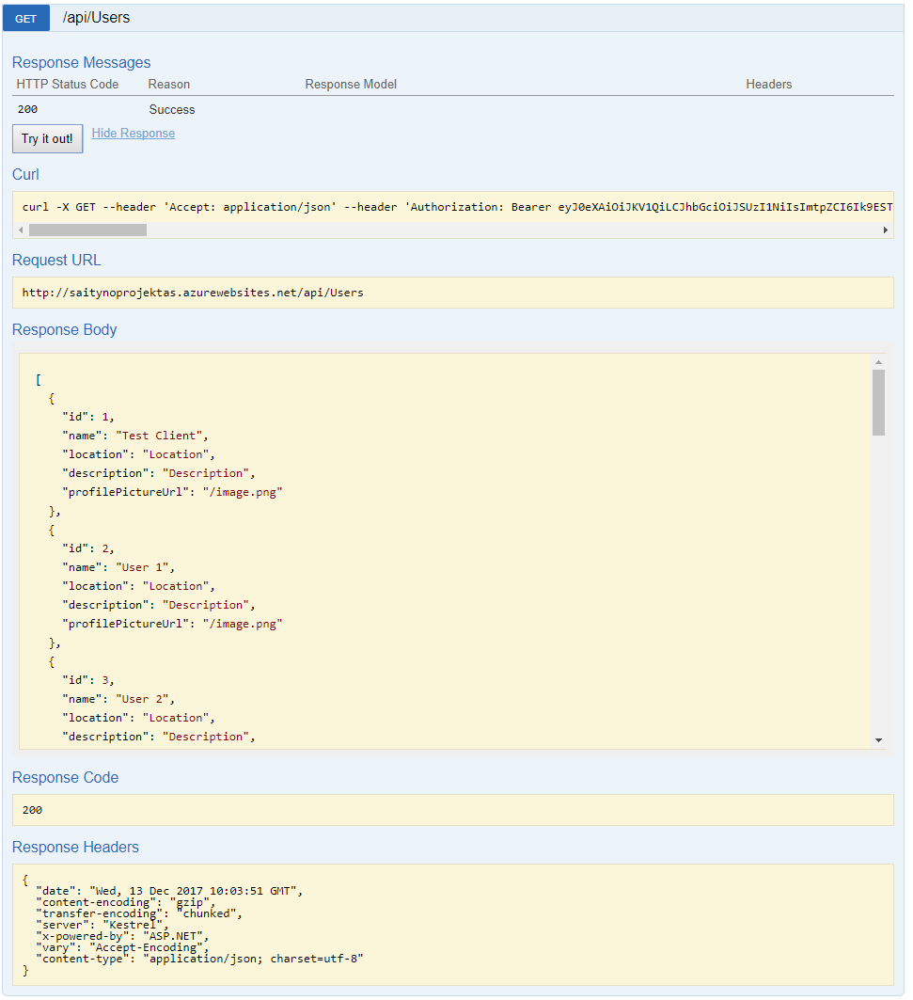 GET /api/Users
Response Messages
HTTP Status Code Reason Response Model Headers
200 Success
Try it out! Hide Response
Curl
curl -X GET --header 'Accept: application/json' --header 'Authorization: Bearer eyJ0eXAiOiJKV1QiLCJhbGciOiJSUzI1NiIsImtpZCI6Ik9EST
Request URL
http://saitynoprojektas.azurewebsites.net/api/Users
Response Body
[
{
"id": 1,
"name": "Test Client",
"location": "Location",
"description": "Description",
"profilePictureUrl": "/image.png"
},
{
"id": 2,
"name": "User 1",
"location": "Location",
"description": "Description",
"profilePictureUrl": "/image.png"
},
{
"id": 3,
"name": "User 2",
"location": "Location",
"description": "Description",
Response Code
200
Response Headers
{
"date": "Wed, 13 Dec 2017 10:03:51 GMT",
"content-encoding": "gzip",
"transfer-encoding": "chunked",
"server": "Kestrel",
"x-powered-by": "ASP.NET",
"vary": "Accept-Encoding",
"content-type": "application/json; charset=utf-8"
}